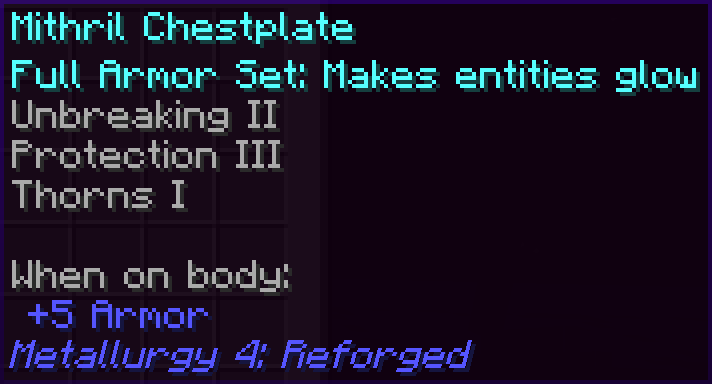 Mithril Chestplate
Full Armor Set: Makes entities glow
Unbreaking II
Protection III
Thorns I
When on body:
+5 Armor
Metallurgy 4: Reforged